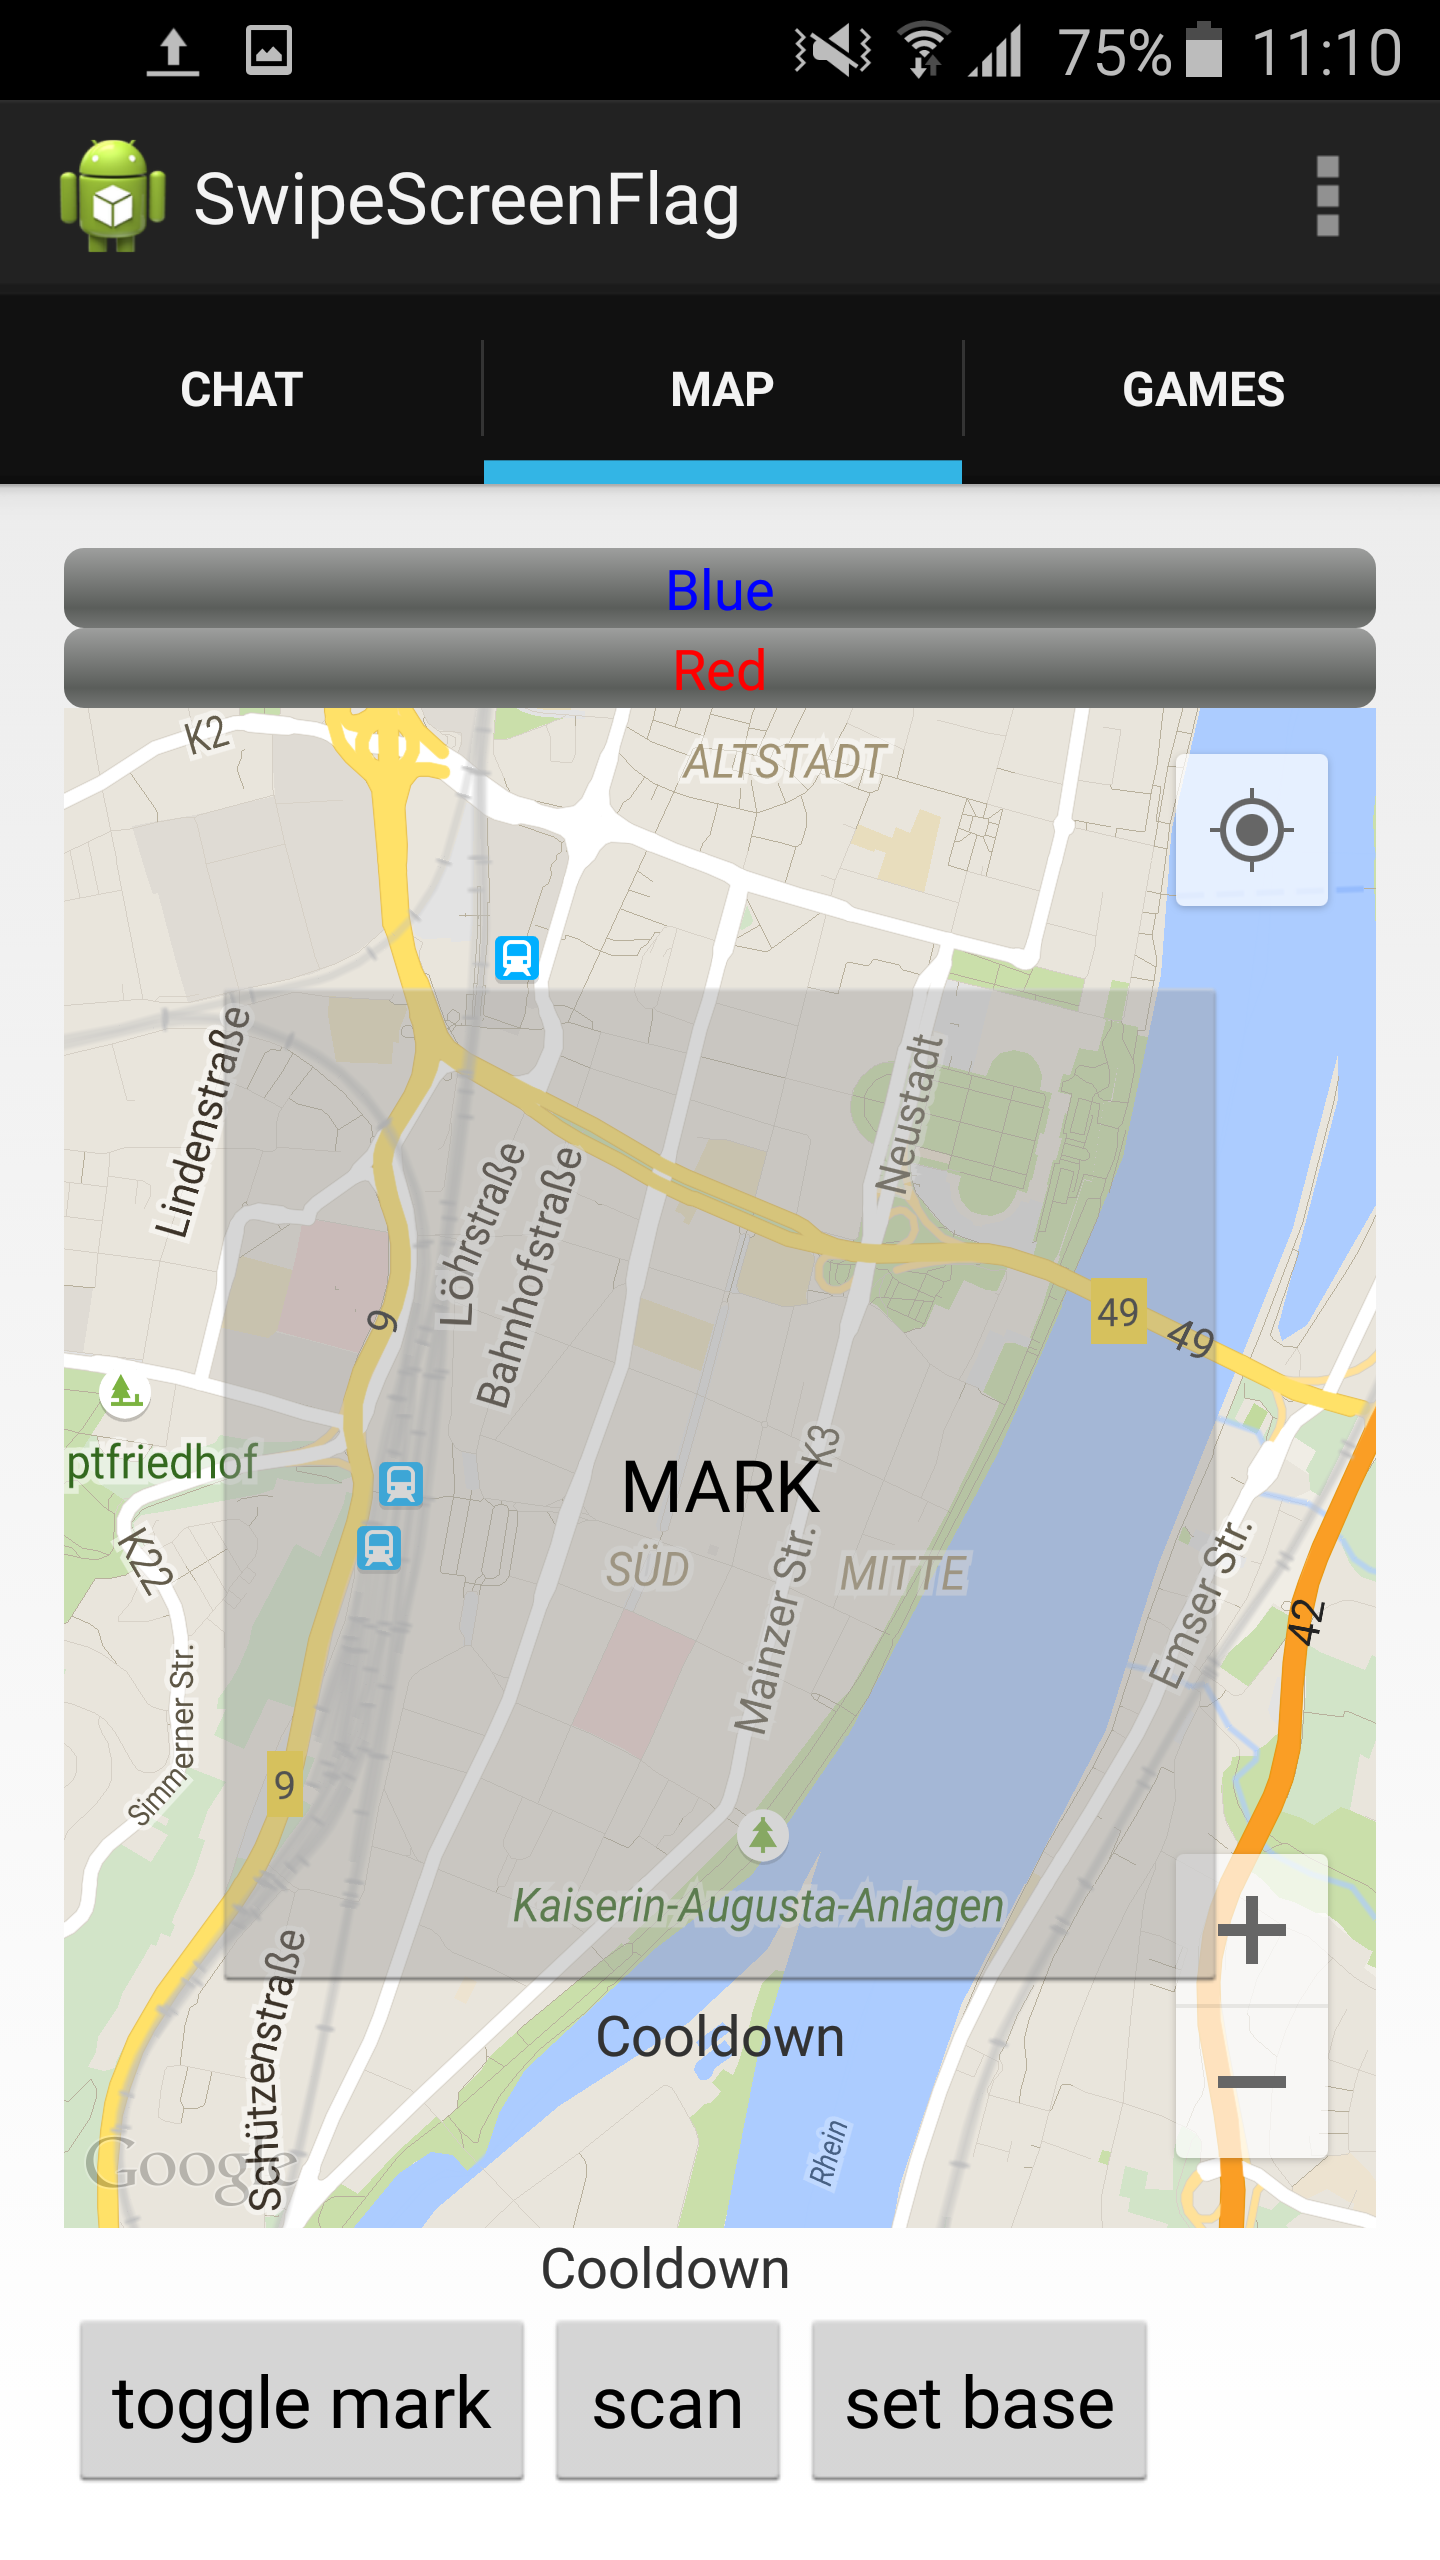 75% 11:10
SwipeScreenFlag
CHAT MAP GAMES
Blue
Red
K2
ALTSTADT
Lindenstraße
Neustadt
Löhrstraße
Bahnhofstraße
9
49
49
ptfriedhof
K3
MARK
K22
SÜD
MITTE
Mainzer Str.
Emser Str.
42
Simmerner Str.
9
Kaiserin-Augusta-Anlagen
Schützenstraße
Cooldown
Rhein
Google
Cooldown
toggle mark scan set base